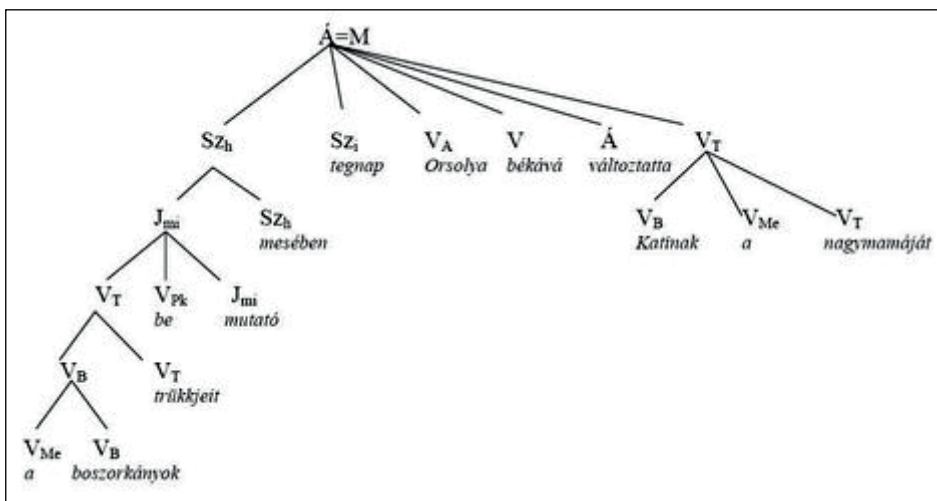 Á=M
Sz_h Sz_i V_A V Á V_T
tegnap Orsolya békává változtatta
J_mi Sz_h V_B V_Me V_T
mesében Katinak a nagymamáját
V_T V_Pk J_mi
be mutató
V_B V_T
trükkjeit
V_Me V_B
a boszorkányok